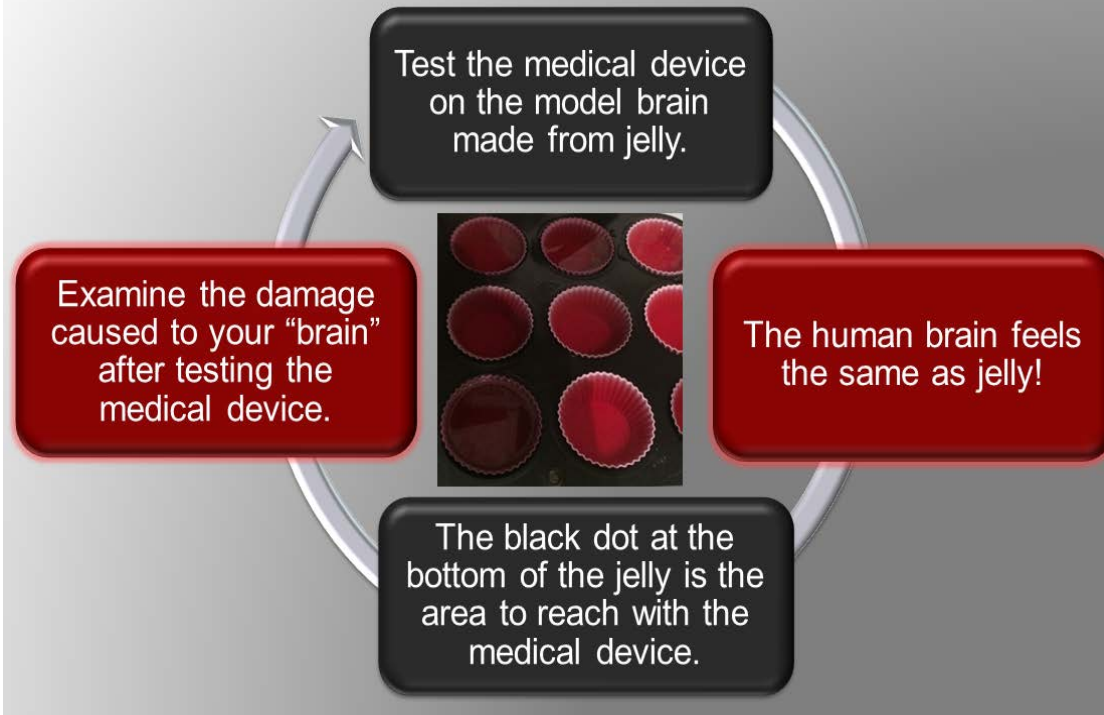 Test the medical device
on the model brain
made from jelly.
The human brain feels
the same as jelly!
The black dot at the
bottom of the jelly is the
area to reach with the
medical device.
Examine the damage
caused to your “brain”
after testing the
medical device.